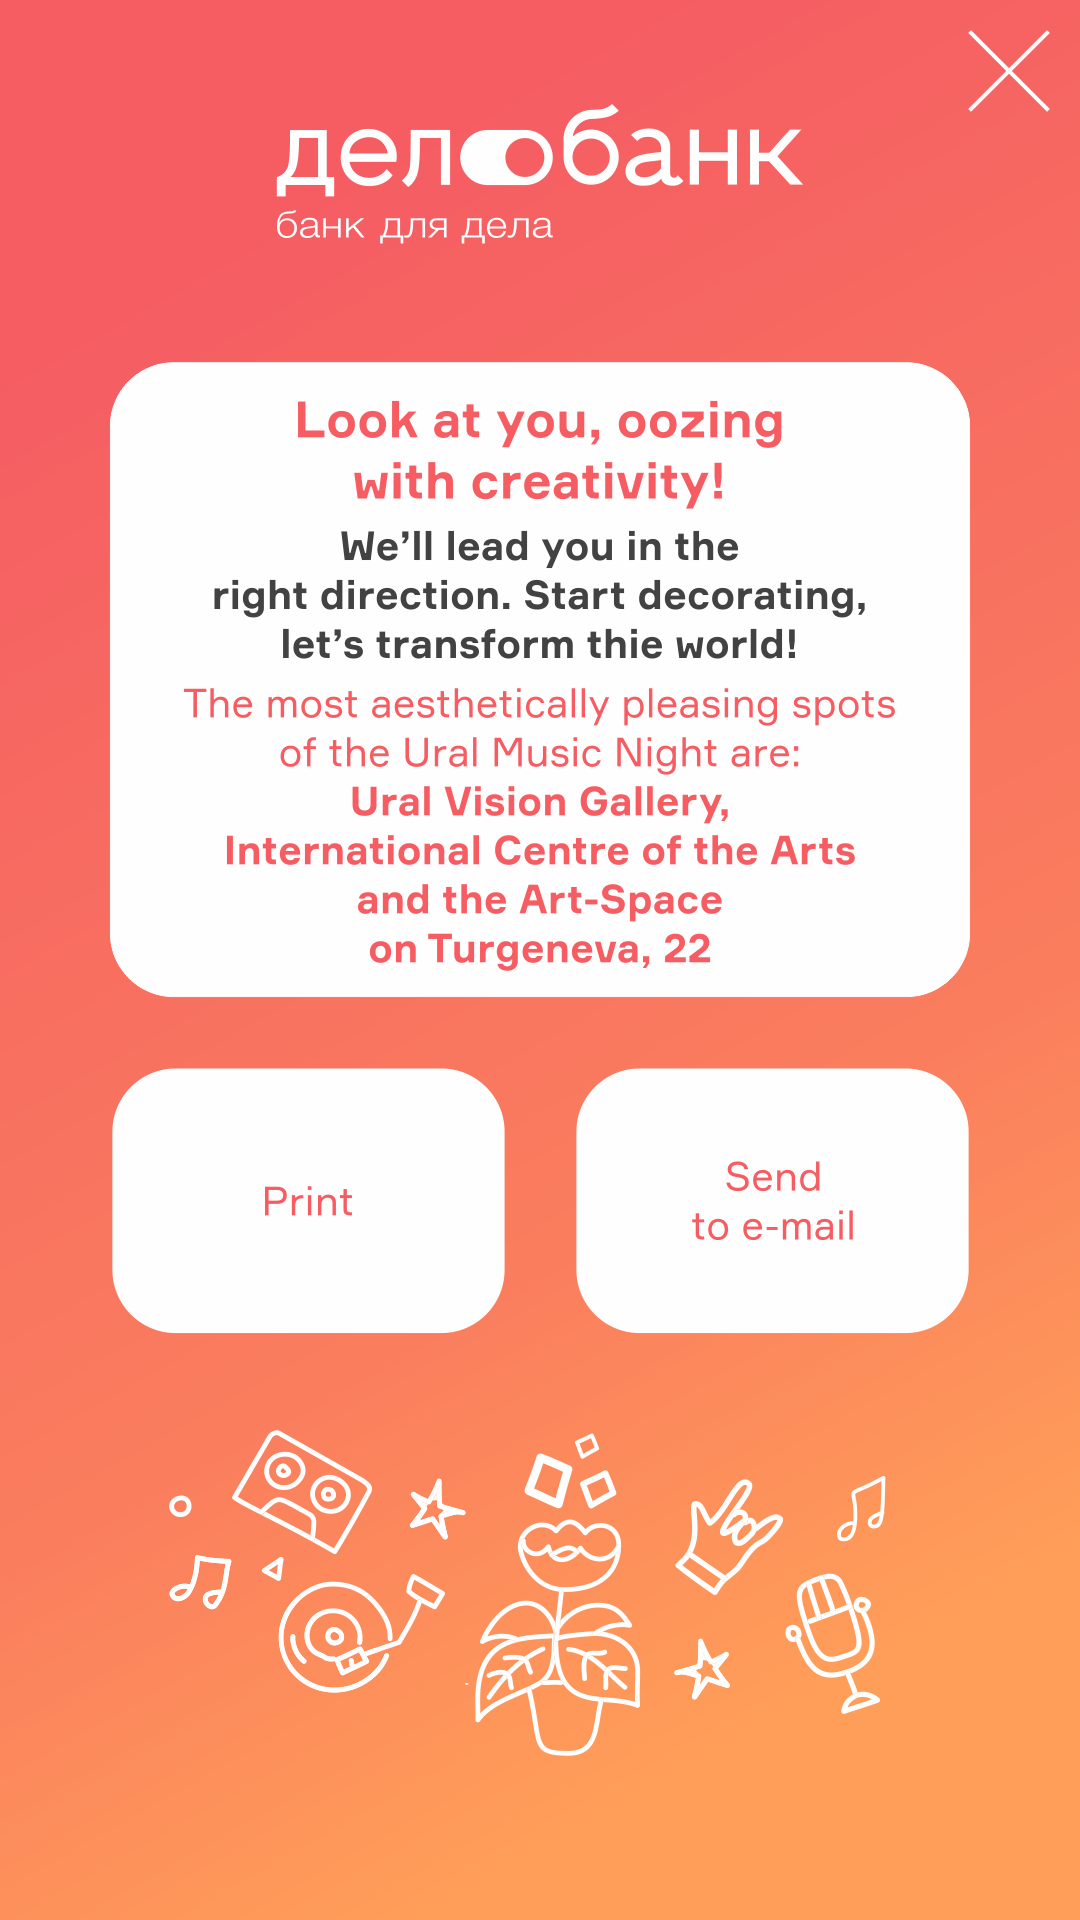 делобанк
банк для дела
Look at you, oozing
with creativity!
We’ll lead you in the
right direction. Start decorating,
let’s transform thie world!
The most aesthetically pleasing spots
of the Ural Music Night are:
Ural Vision Gallery,
International Centre of the Arts
and the Art-Space
on Turgeneva, 22
Print
Send
to e-mail